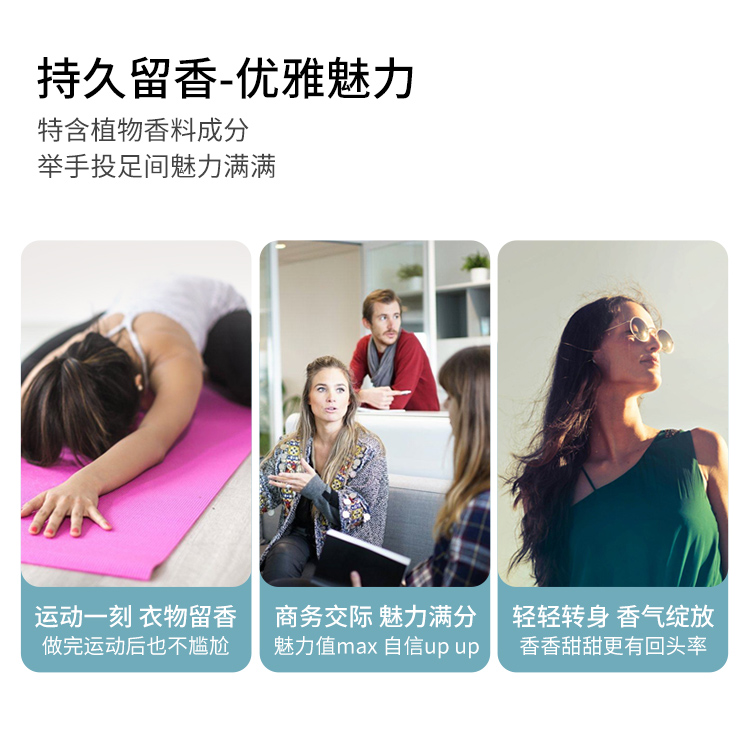 持久留香-优雅魅力
特含植物香料成分
举手投足间魅力满满
运动一刻 衣物留香
做完运动后也不尴尬
商务交际 魅力满分
魅力值max 自信up up
轻轻转身 香气绽放
香香甜甜更有回头率